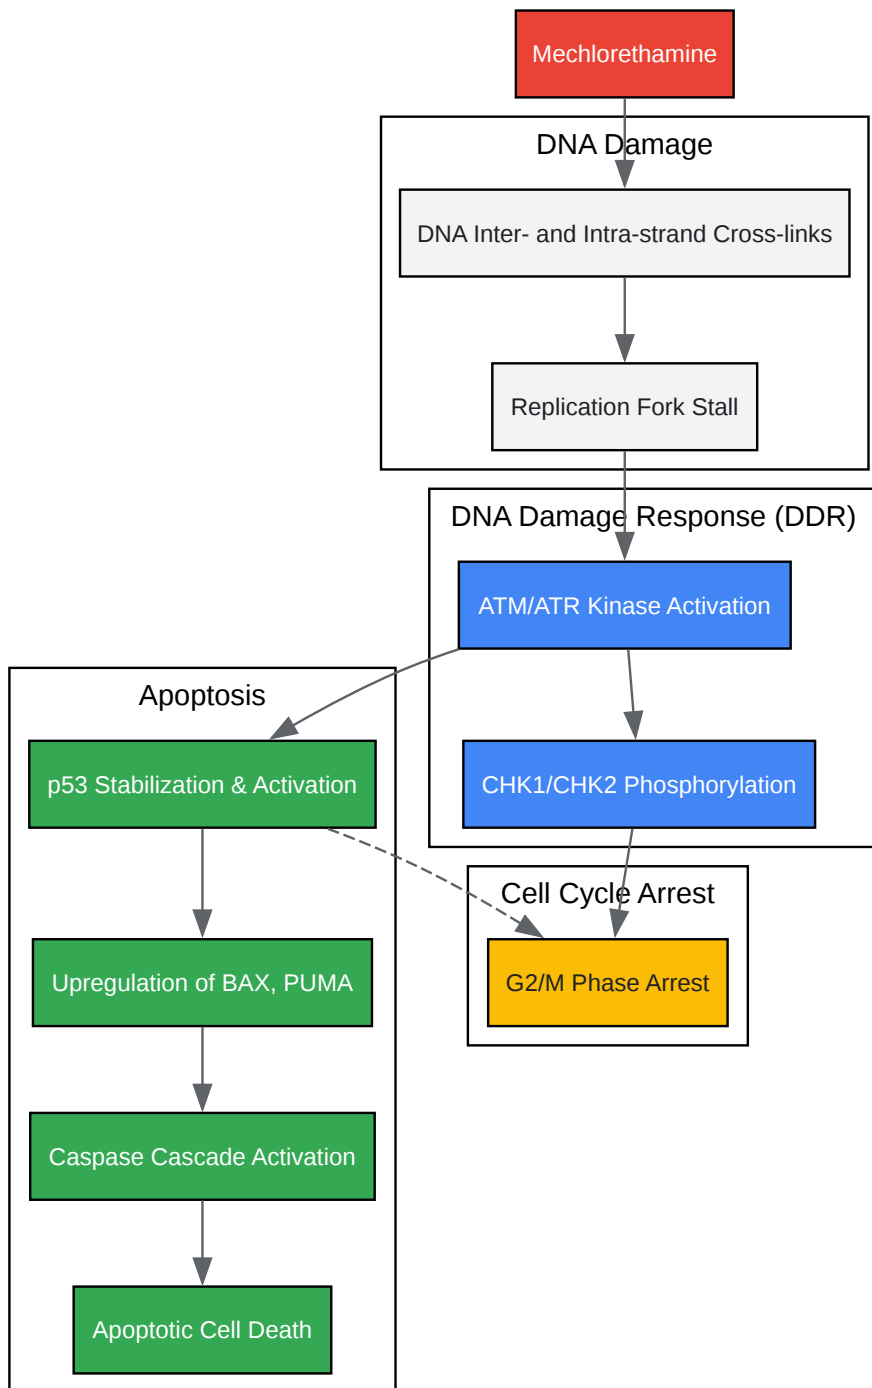 Mechlorethamine
DNA Damage
DNA Inter- and Intra-strand Cross-links
Replication Fork Stall
DNA Damage Response (DDR)
ATM/ATR Kinase Activation
Apoptosis
p53 Stabilization & Activation
CHK1/CHK2 Phosphorylation
Cell Cycle Arrest
Upregulation of BAX, PUMA
G2/M Phase Arrest
Caspase Cascade Activation
Apoptotic Cell Death